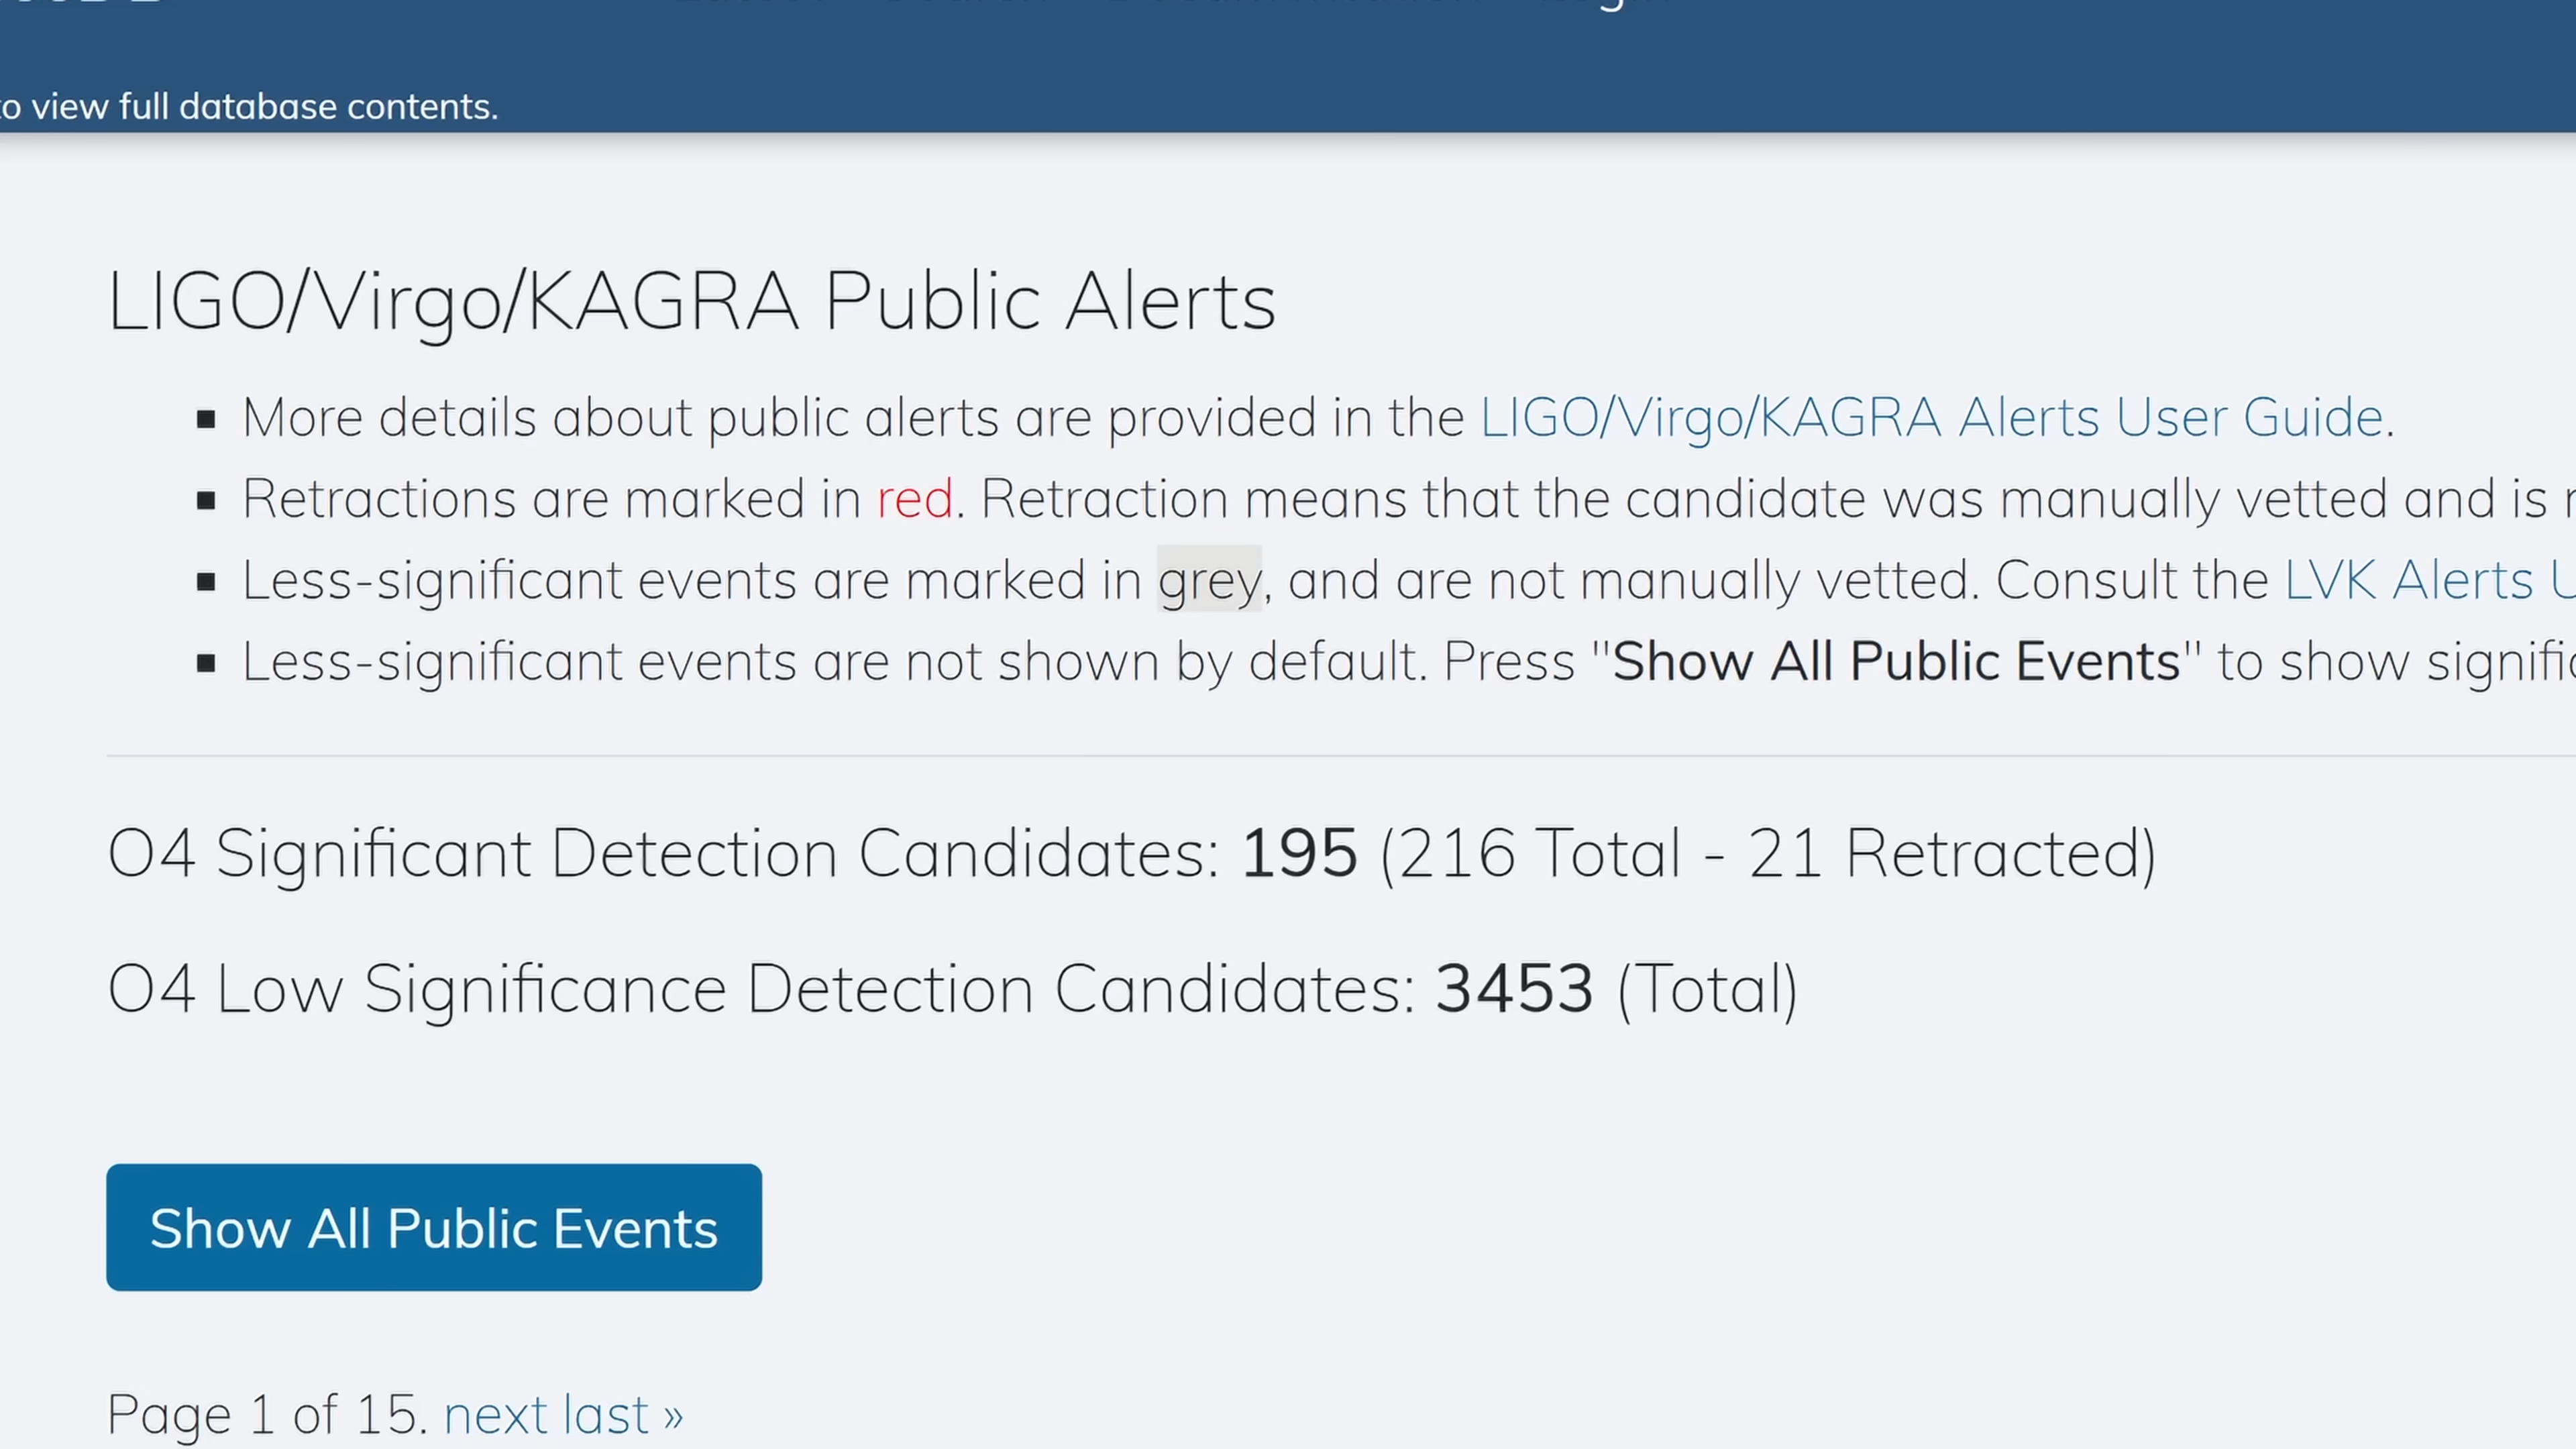 to view full database contents.
LIGO/Virgo/KAGRA Public Alerts
▪ More details about public alerts are provided in the LIGO/Virgo/KAGRA Alerts User Guide.
▪ Retractions are marked in red. Retraction means that the candidate was manually vetted and is
▪ Less-significant events are marked in grey, and are not manually vetted. Consult the LVK Alerts
▪ Less-significant events are not shown by default. Press "Show All Public Events" to show
O4 Significant Detection Candidates: 195 (216 Total - 21 Retracted)
O4 Low Significance Detection Candidates: 3453 (Total)
Show All Public Events
Page 1 of 15. next last »